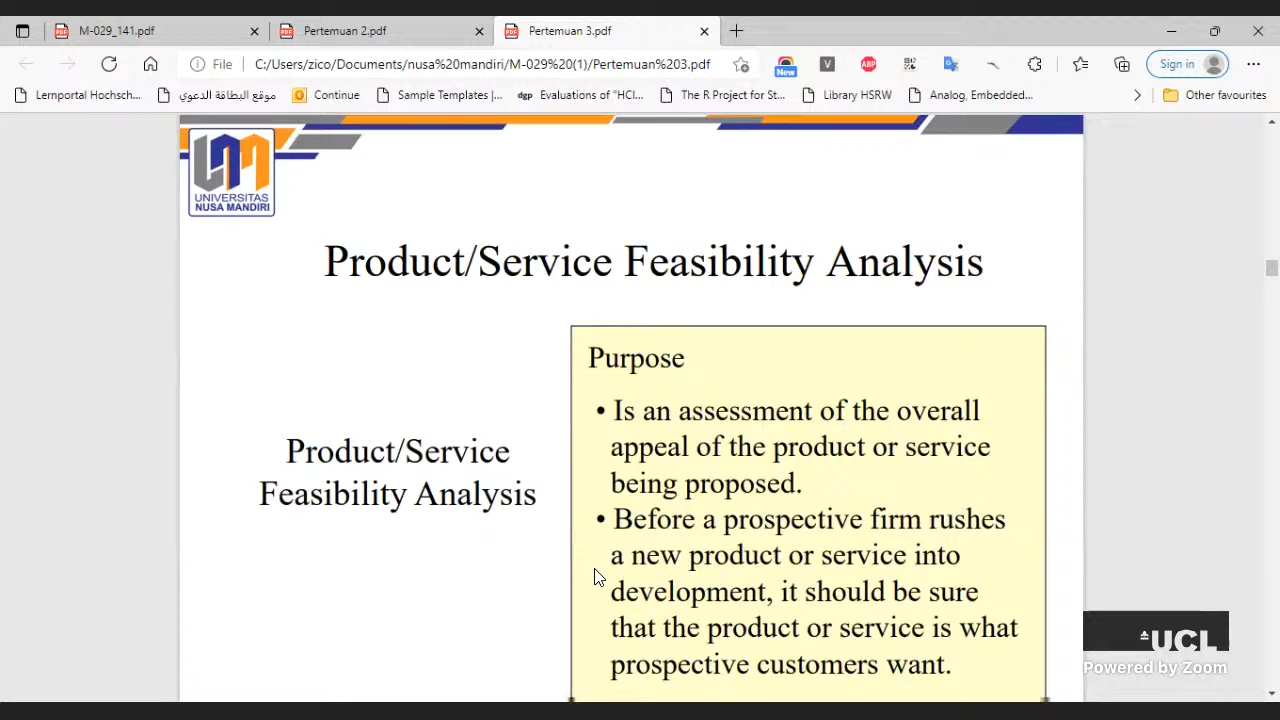 M-029_141.pdf
Pertemuan 2.pdf
Pertemuan 3.pdf
File
C:/Users/zico/Documents/nusa%20mandiri/M-029%20(1)/Pertemuan%203.pdf
New
V
ABP
Sign in
Lernportal Hochsch...
موقع البطاقة الدعوي
Continue
Sample Templates |...
dgp Evaluations of "HCI...
The R Project for St...
Library HSRW
Analog, Embedded...
Other favourites
UNIVERSITAS
NUSA MANDIRI
Product/Service Feasibility Analysis
Product/Service
Feasibility Analysis
Purpose
• Is an assessment of the overall
appeal of the product or service
being proposed.
• Before a prospective firm rushes
a new product or service into
development, it should be sure
that the product or service is what
prospective customers want.
UCL
Powered by Zoom